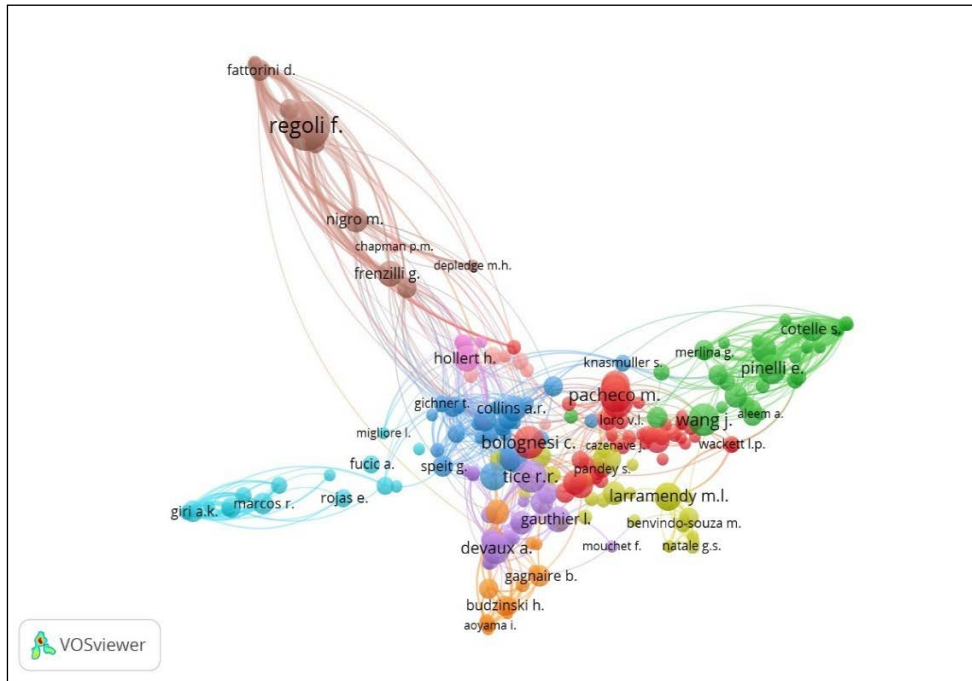 fattorini d.
regoli f.
nigro m.
chapman p.m.
depledge m.h.
frenzilli g.
cotelle s.
hollert h.
knasmuller s.
merlina g.
pinelli e.
pacheco m.
gichner t.
collins a.r.
loro v.l.
wang j.
aleem a.
migliore l.
bolognesi c.
cazenave j.
wackett l.p.
fucic a.
speit g.
tice r.r.
pandey s.
giri a.k.
marcos r.
rojas e.
larramendy m.l.
gauthier l.
benvindo-souza m.
devaux a.
mouchet f.
natale g.s.
gagnaire b.
budzinski h.
aoyama i.
VOSviewer